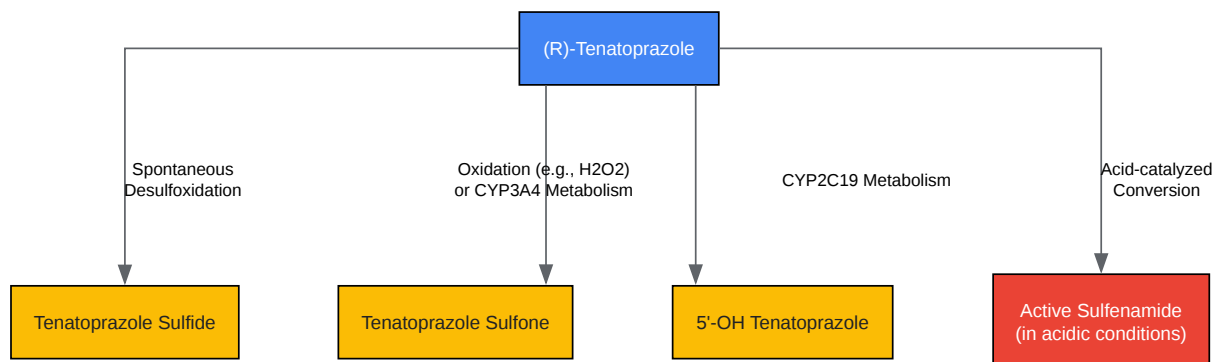 (R)-Tenatoprazole
Spontaneous
Desulfoxidation
Oxidation (e.g., H2O2)
or CYP3A4 Metabolism
CYP2C19 Metabolism
Acid-catalyzed
Conversion
Tenatoprazole Sulfide
Tenatoprazole Sulfone
5'-OH Tenatoprazole
Active Sulfenamide
(in acidic conditions)